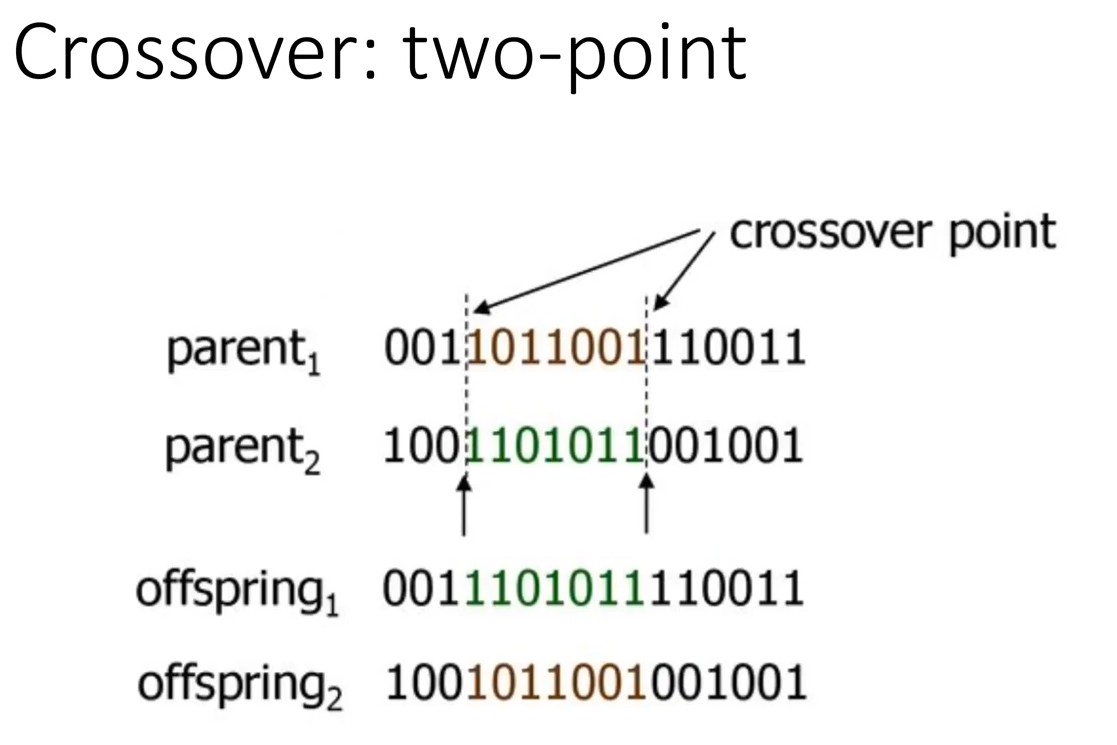 Crossover: two-point
crossover point
parent₁ 0011011001110011
parent₂ 1001101011001001
offspring₁ 0011101011110011
offspring₂ 1001011001001001